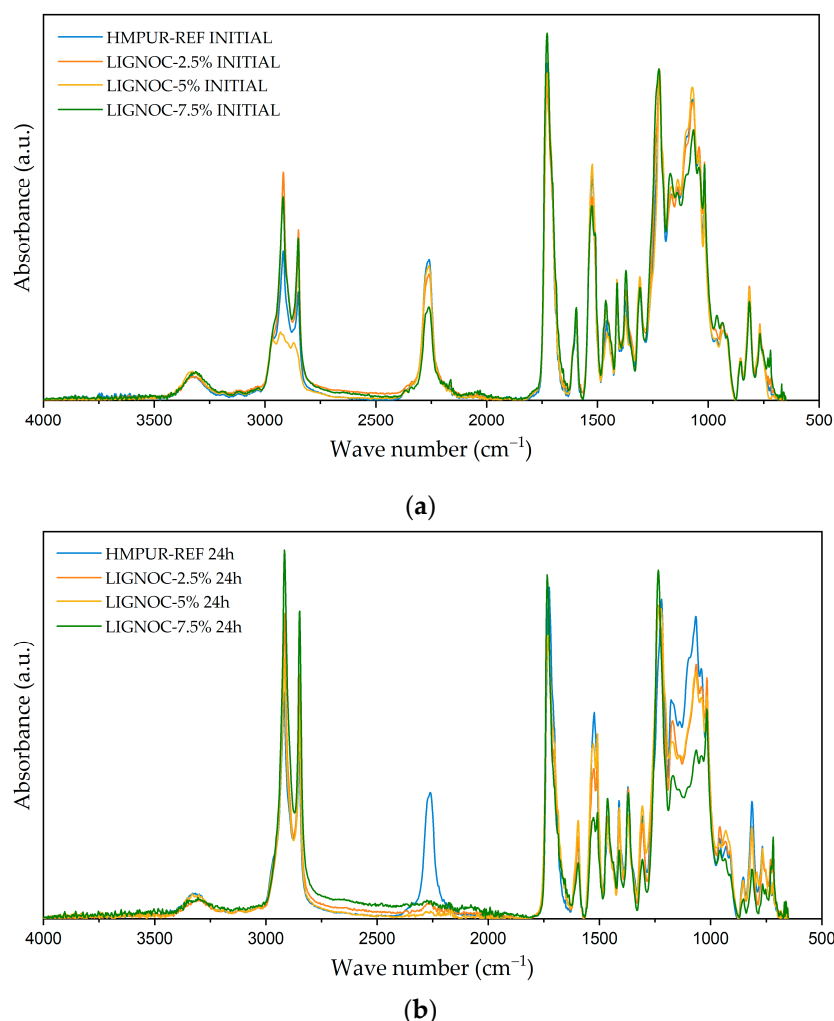 HMPUR-REF INITIAL
LIGNOC-2.5% INITIAL
LIGNOC-5% INITIAL
LIGNOC-7.5% INITIAL
Absorbance (a.u.)
4000 3500 3000 2500 2000 1500 1000 500
Wave number (cm⁻¹)
(a)
HMPUR-REF 24h
LIGNOC-2.5% 24h
LIGNOC-5% 24h
LIGNOC-7.5% 24h
Absorbance (a.u.)
4000 3500 3000 2500 2000 1500 1000 500
Wave number (cm⁻¹)
(b)